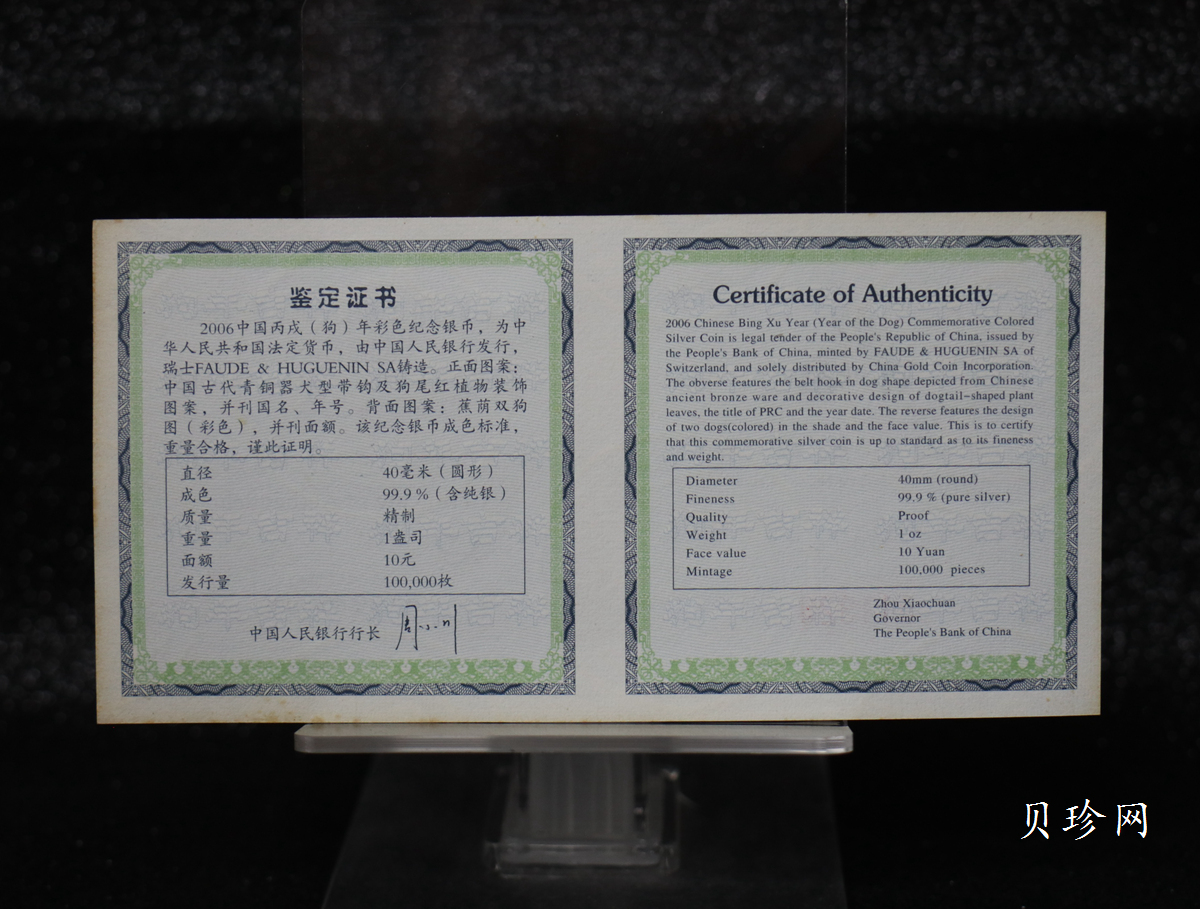 鉴定证书
2006中国丙戌（狗）年彩色纪念银币，为中
华人民共和国法定货币，由中国人民银行发行，
瑞士FAUDE & HUGUENIN SA铸造。正面图案：
中国古代青铜器犬型带钩及狗尾红植物装饰
图案，并刊国名、年号。背面图案：蕉荫双狗
图（彩色），并刊面额。该纪念银币成色标准，
重量合格，谨此证明。
直径 40毫米（圆形）
成色 99.9%（含纯银）
质量 精制
重量 1盎司
面额 10元
发行量 100,000枚
中国人民银行行长 周小川
Certificate of Authenticity
2006 Chinese Bing Xu Year (Year of the Dog) Commemorative Colored
Silver Coin is legal tender of the People's Republic of China, issued by
the People's Bank of China, minted by FAUDE & HUGUENIN SA of
Switzerland, and solely distributed by China Gold Coin Incorporation.
The obverse features the belt hook in dog shape depicted from Chinese
ancient bronze ware and decorative design of dogtail-shaped plant
leaves, the title of PRC and the year date. The reverse features the design
of two dogs(colored) in the shade and the face value. This is to certify
that this commemorative silver coin is up to standard as to its fineness
and weight.
Diameter 40mm (round)
Fineness 99.9 % (pure silver)
Quality Proof
Weight 1 oz
Face value 10 Yuan
Mintage 100,000 pieces
Zhou Xiaochuan
Governor
The People's Bank of China
贝珍网